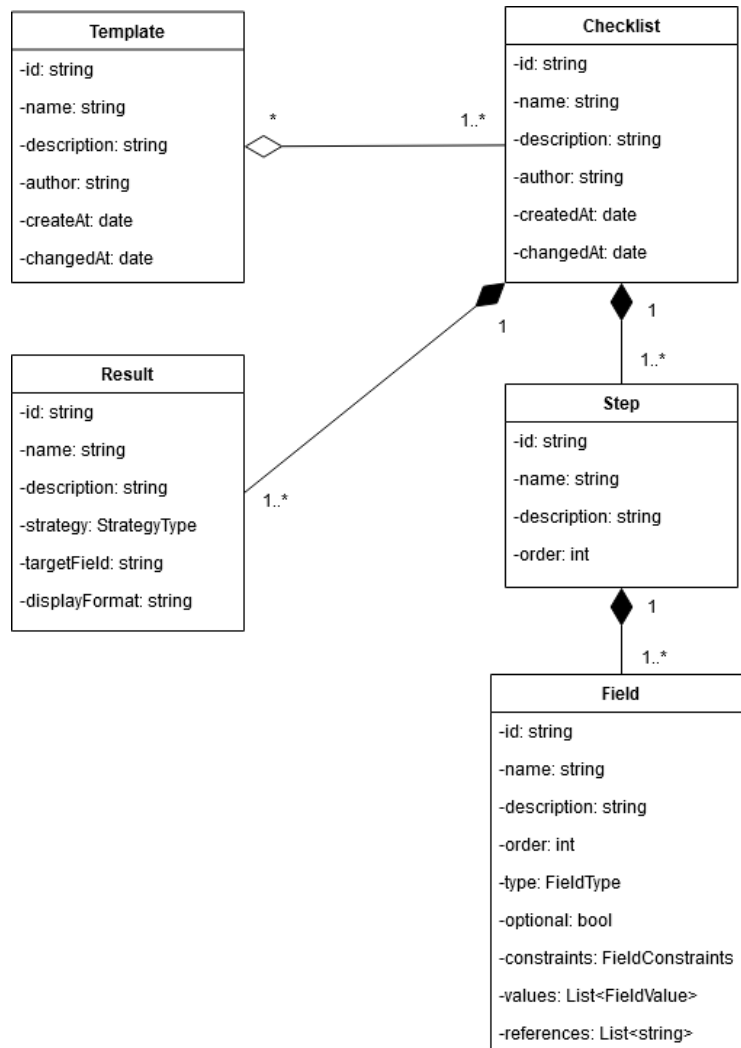 Template
-id: string
-name: string
-description: string
-author: string
-createAt: date
-changedAt: date
*
1..*
Checklist
-id: string
-name: string
-description: string
-author: string
-createdAt: date
-changedAt: date
1
1..*
Result
-id: string
-name: string
-description: string
-strategy: StrategyType
-targetField: string
-displayFormat: string
1
1..*
Step
-id: string
-name: string
-description: string
-order: int
1
1..*
Field
-id: string
-name: string
-description: string
-order: int
-type: FieldType
-optional: bool
-constraints: FieldConstraints
-values: List<FieldValue>
-references: List<string>